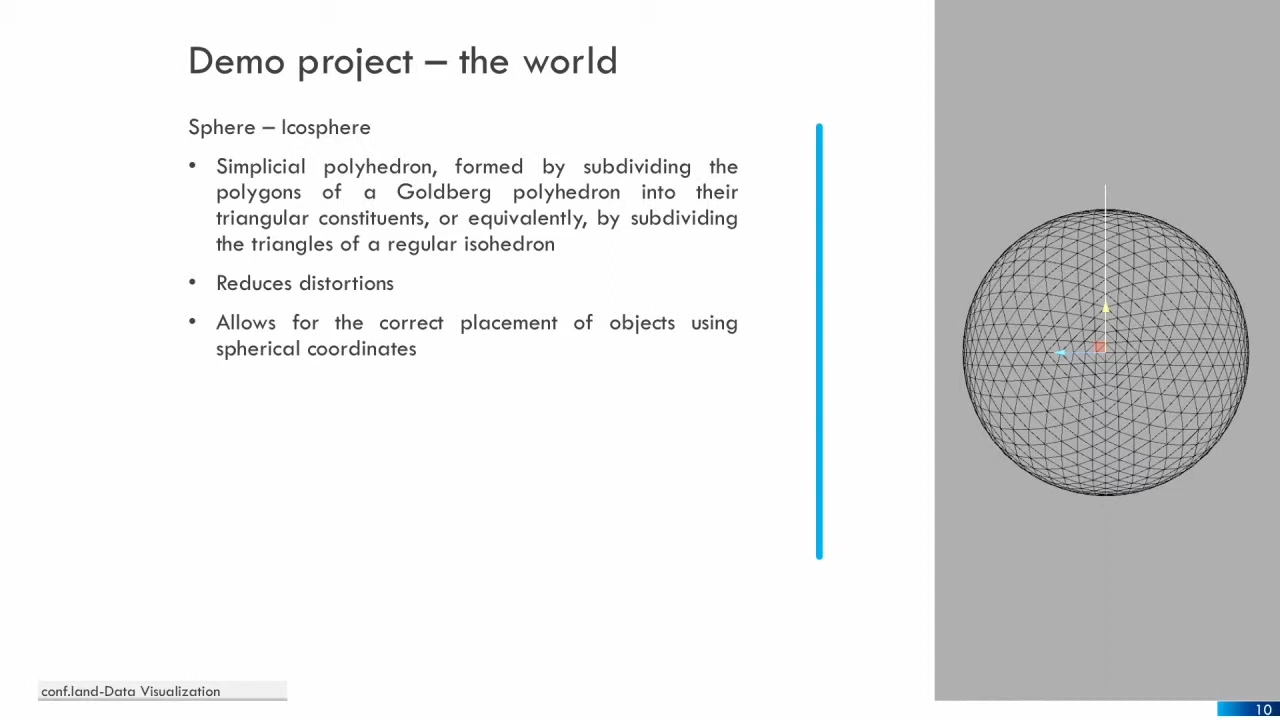 Demo project – the world
Sphere – Icosphere
• Simplicial polyhedron, formed by subdividing the
polygons of a Goldberg polyhedron into their
triangular constituents, or equivalently, by subdividing
the triangles of a regular isohedron
• Reduces distortions
• Allows for the correct placement of objects using
spherical coordinates
conf.land-Data Visualization
10